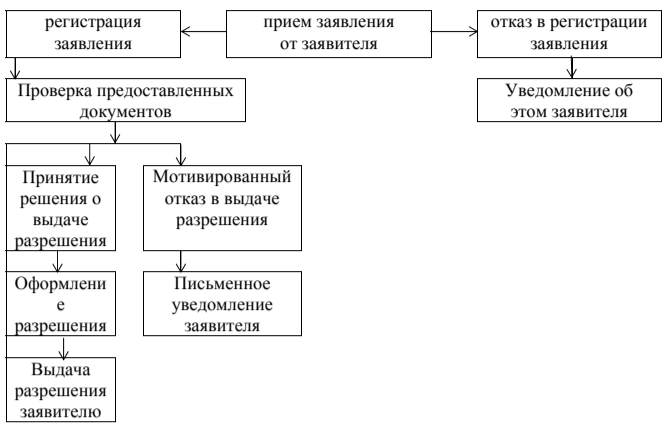 регистрация
заявления
прием заявления
от заявителя
отказ в регистрации
заявления
Проверка предоставленных
документов
Уведомление об
этом заявителя
Принятие
решения о
выдаче
разрешения
Мотивированный
отказ в выдаче
разрешения
Оформлени
е
разрешения
Письменное
уведомление
заявителя
Выдача
разрешения
заявителю